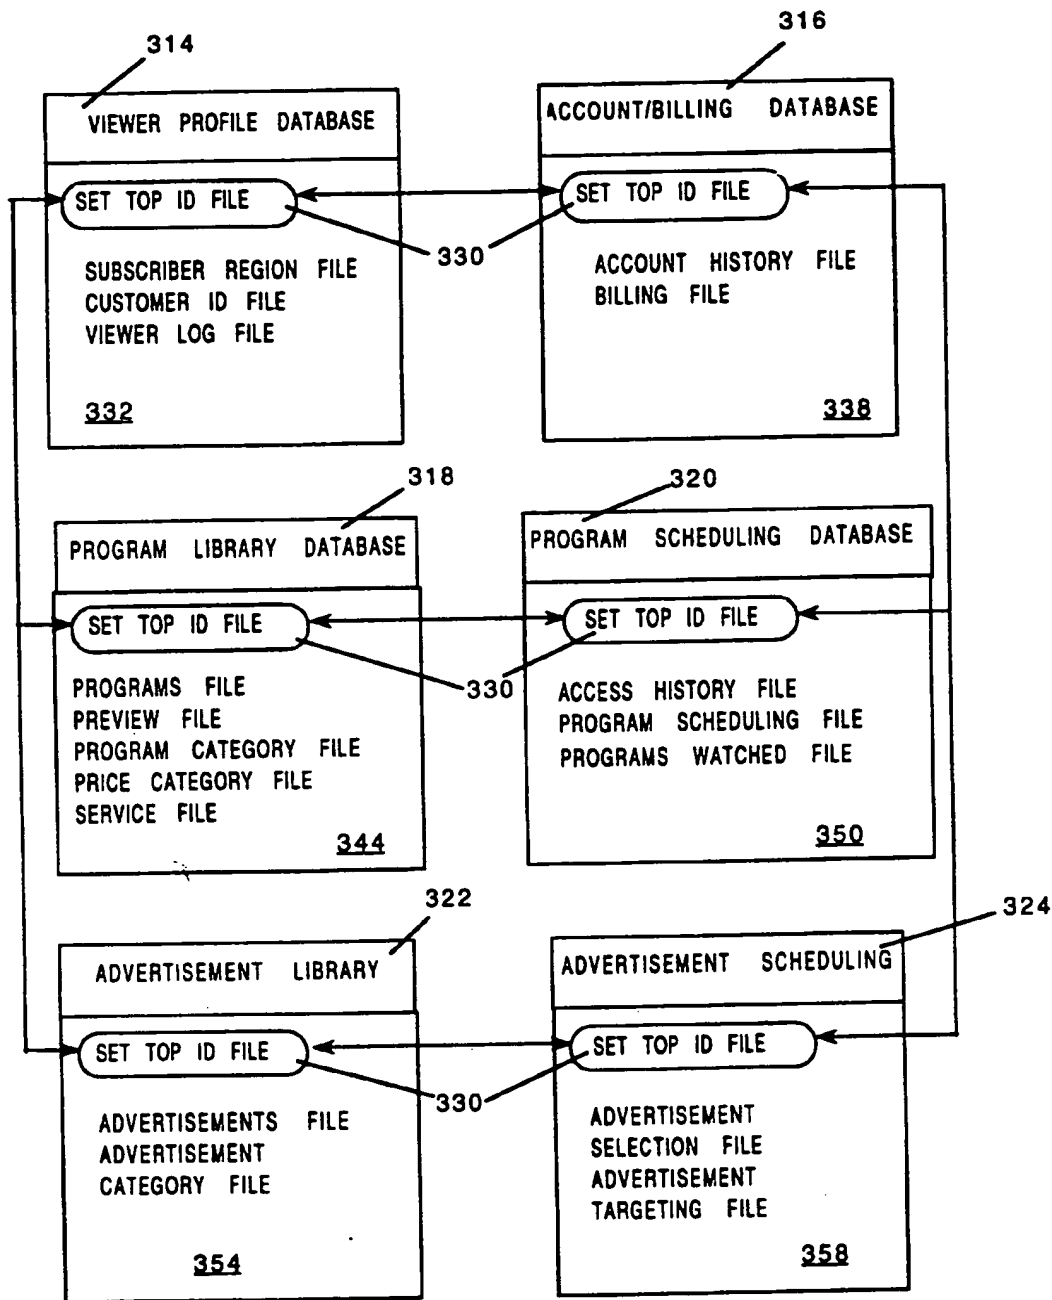 314
316
VIEWER PROFILE DATABASE
SET TOP ID FILE
SUBSCRIBER REGION FILE
CUSTOMER ID FILE
VIEWER LOG FILE
332
ACCOUNT/BILLING DATABASE
SET TOP ID FILE
330
ACCOUNT HISTORY FILE
BILLING FILE
338
318
320
PROGRAM LIBRARY DATABASE
SET TOP ID FILE
PROGRAMS FILE
PREVIEW FILE
PROGRAM CATEGORY FILE
PRICE CATEGORY FILE
SERVICE FILE
344
PROGRAM SCHEDULING DATABASE
SET TOP ID FILE
330
ACCESS HISTORY FILE
PROGRAM SCHEDULING FILE
PROGRAMS WATCHED FILE
350
322
324
ADVERTISEMENT LIBRARY
SET TOP ID FILE
ADVERTISEMENTS FILE
ADVERTISEMENT
CATEGORY FILE
354
ADVERTISEMENT SCHEDULING
SET TOP ID FILE
330
ADVERTISEMENT
SELECTION FILE
ADVERTISEMENT
TARGETING FILE
358